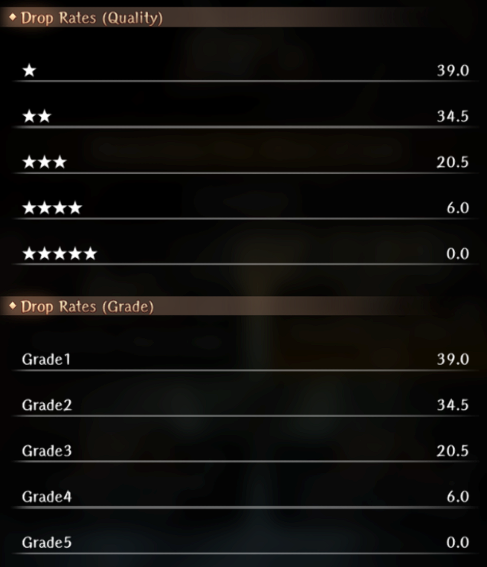 ◆ Drop Rates (Quality)
★ 39.0
★★ 34.5
★★★ 20.5
★★★★ 6.0
★★★★★ 0.0
◆ Drop Rates (Grade)
Grade1 39.0
Grade2 34.5
Grade3 20.5
Grade4 6.0
Grade5 0.0